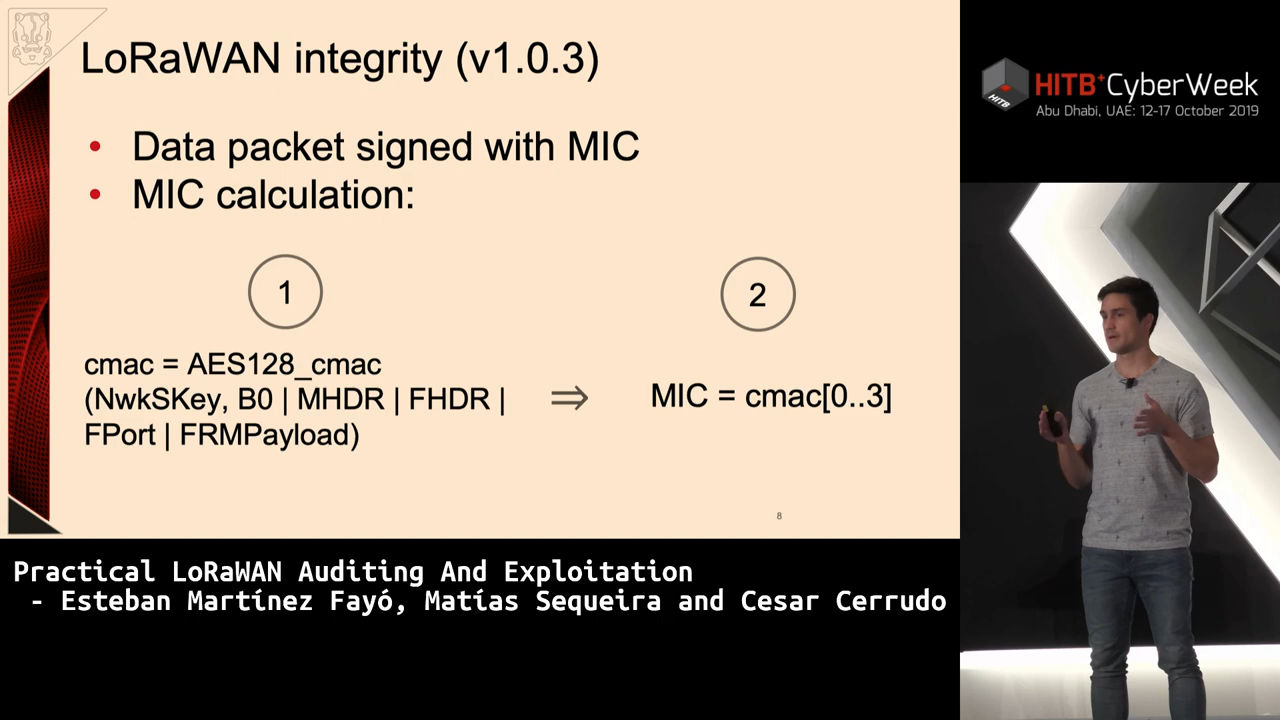 LoRaWAN integrity (v1.0.3)
• Data packet signed with MIC
• MIC calculation:
1
cmac = AES128_cmac
(NwkSKey, B0 | MHDR | FHDR |
FPort | FRMPayload)
⇒
2
MIC = cmac[0..3]
8
HITB
HITB+CyberWeek
Abu Dhabi, UAE: 12-17 October 2019
Practical LoRaWAN Auditing And Exploitation
- Esteban Martínez Fayó, Matías Sequeira and Cesar Cerrudo